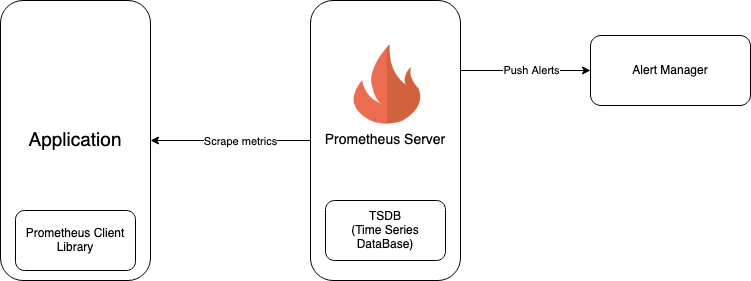 Application
Prometheus Client
Library
Scrape metrics
Prometheus Server
TSDB
(Time Series
DataBase)
Push Alerts
Alert Manager